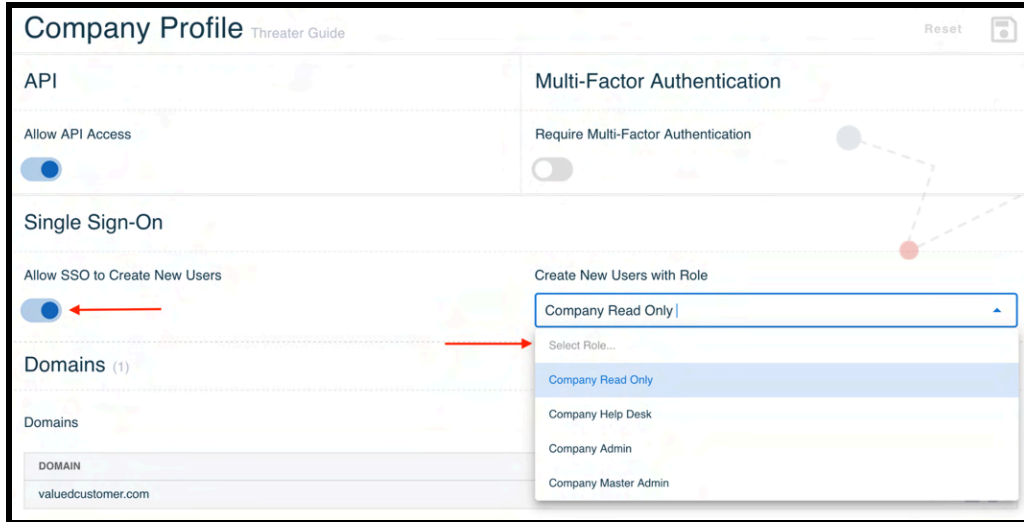 Company Profile Threater Guide
Reset
API
Multi-Factor Authentication
Allow API Access
Require Multi-Factor Authentication
Single Sign-On
Allow SSO to Create New Users
Create New Users with Role
Company Read Only
Select Role...
Domains (1)
Company Read Only
Company Help Desk
Domains
Company Admin
DOMAIN
Company Master Admin
valuedcustomer.com